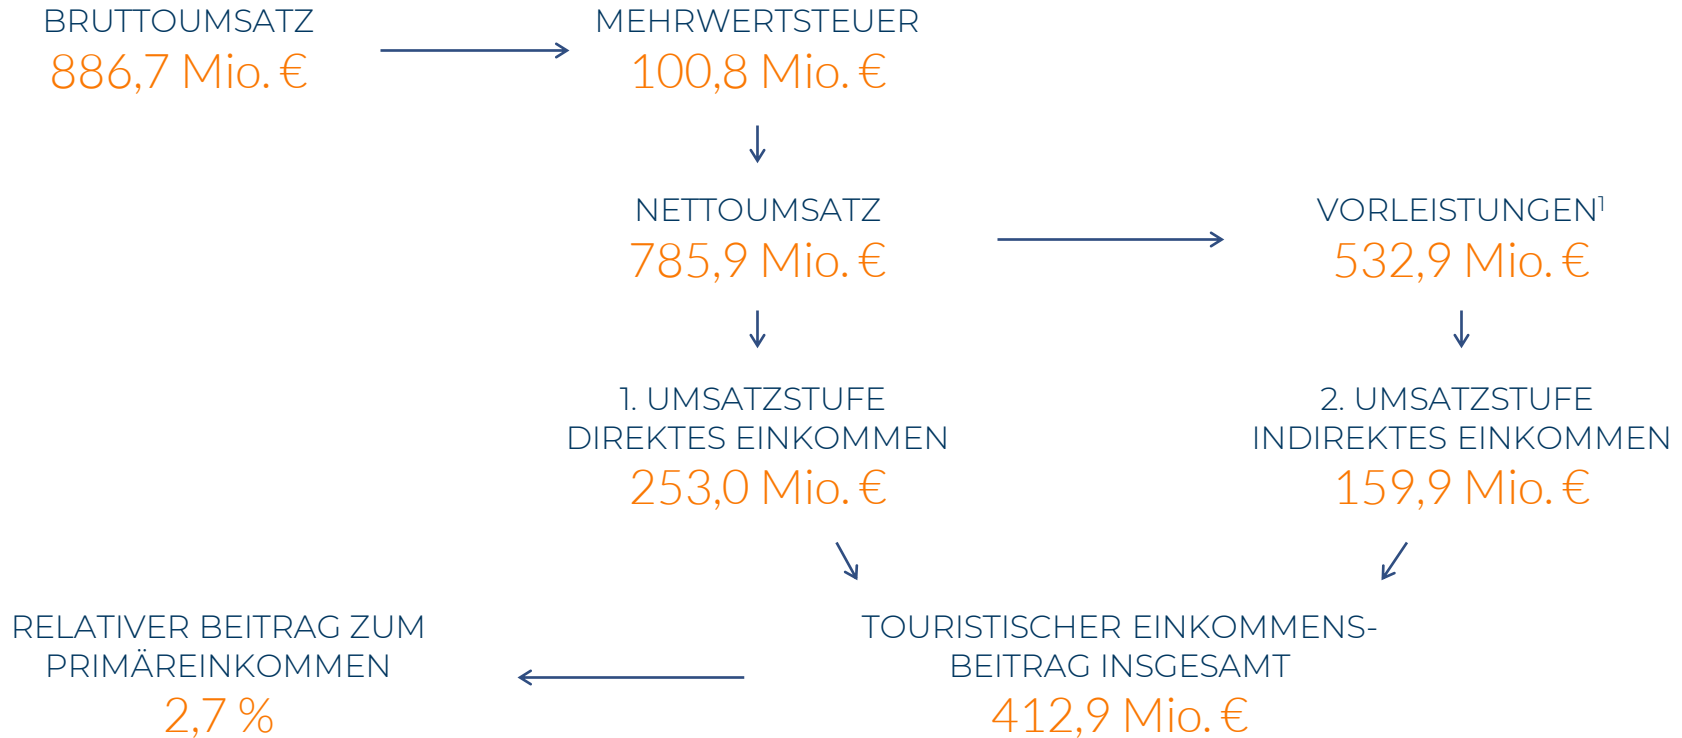 BRUTTOUMSATZ
886,7 Mio. €
MEHRWERTSTEUER
100,8 Mio. €
NETTOUMSATZ
785,9 Mio. €
VORLEISTUNGEN¹
532,9 Mio. €
1. UMSATZSTUFE
DIREKTES EINKOMMEN
253,0 Mio. €
2. UMSATZSTUFE
INDIREKTES EINKOMMEN
159,9 Mio. €
RELATIVER BEITRAG ZUM
PRIMÄREINKOMMEN
2,7 %
TOURISTISCHER EINKOMMENS-
BEITRAG INSGESAMT
412,9 Mio. €